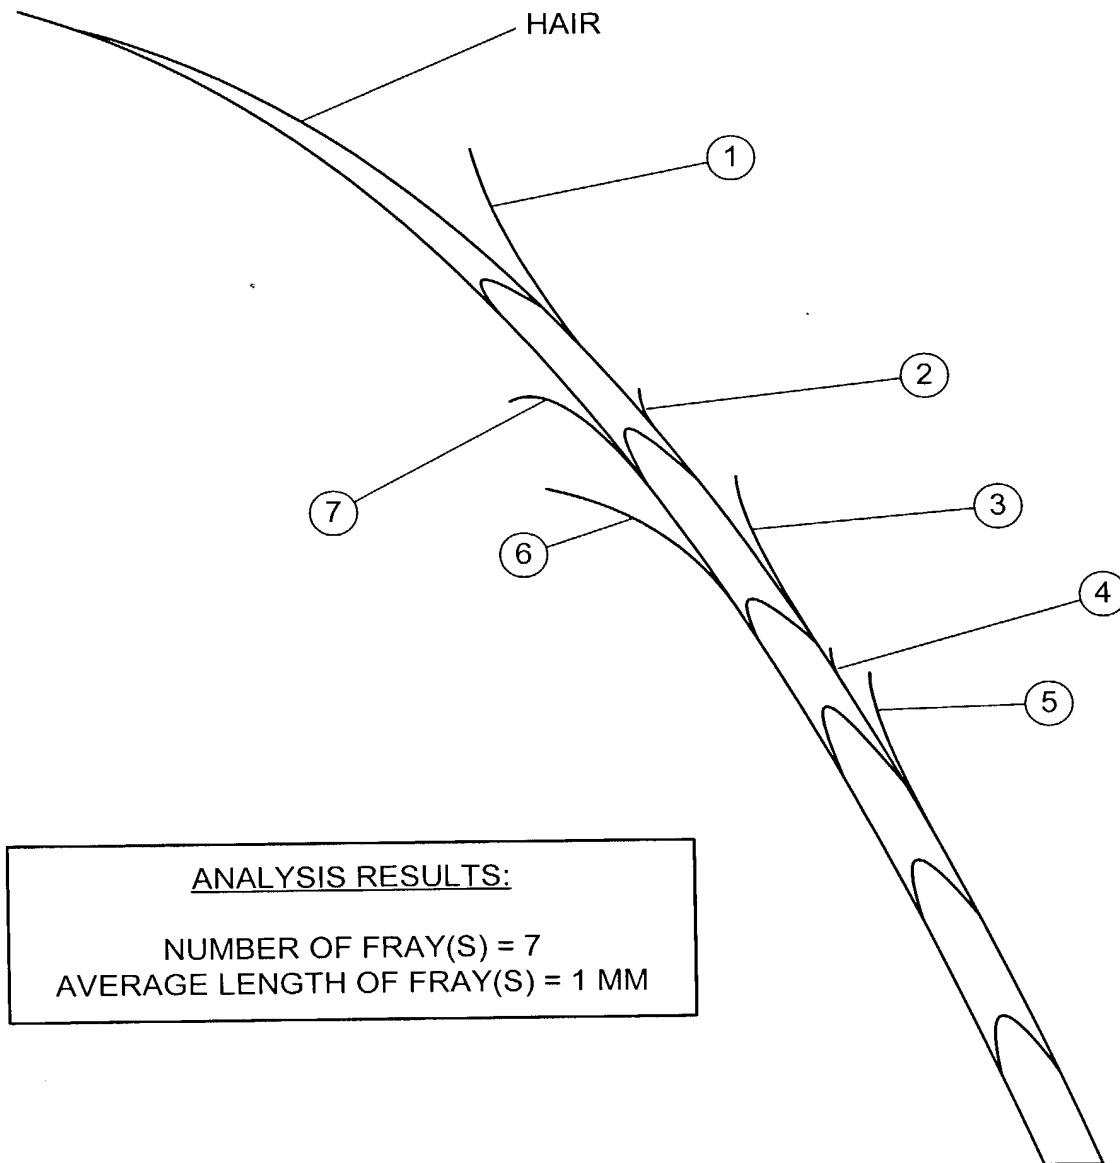 HAIR
1
2
3
4
5
6
7
ANALYSIS RESULTS:
NUMBER OF FRAY(S) = 7
AVERAGE LENGTH OF FRAY(S) = 1 MM